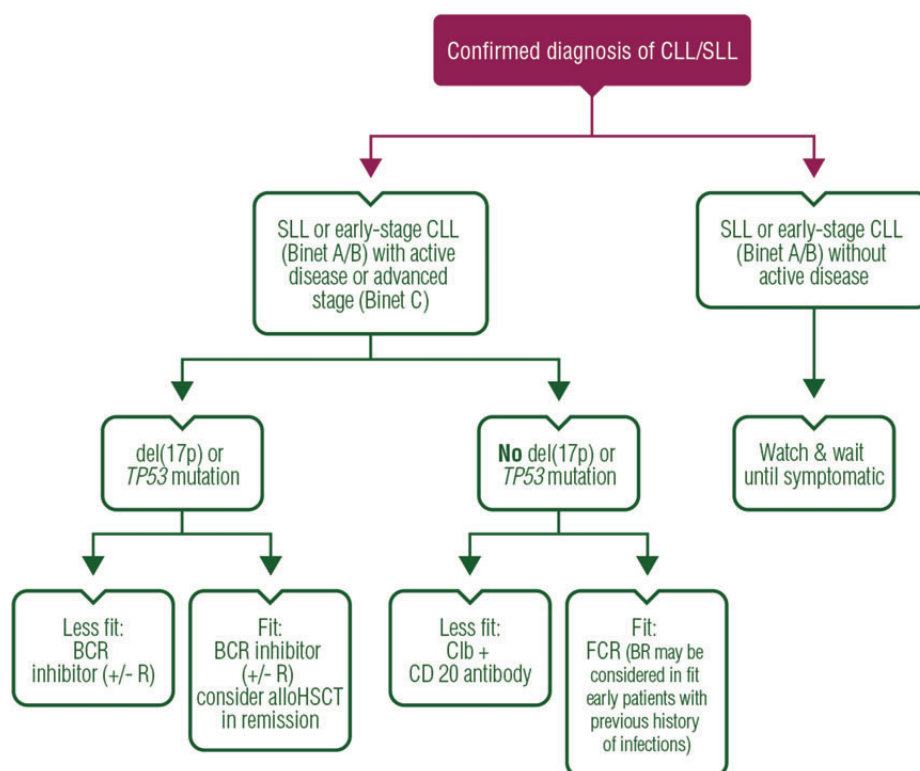 Confirmed diagnosis of CLL/SLL
SLL or early-stage CLL
(Binet A/B) with active
disease or advanced
stage (Binet C)
SLL or early-stage CLL
(Binet A/B) without
active disease
del(17p) or
TP53 mutation
No del(17p) or
TP53 mutation
Watch & wait
until symptomatic
Less fit:
BCR
inhibitor (+/- R)
Fit:
BCR inhibitor
(+/- R)
consider alloHSCT
in remission
Less fit:
Clb +
CD 20 antibody
Fit:
FCR (BR may be
considered in fit
early patients with
previous history
of infections)